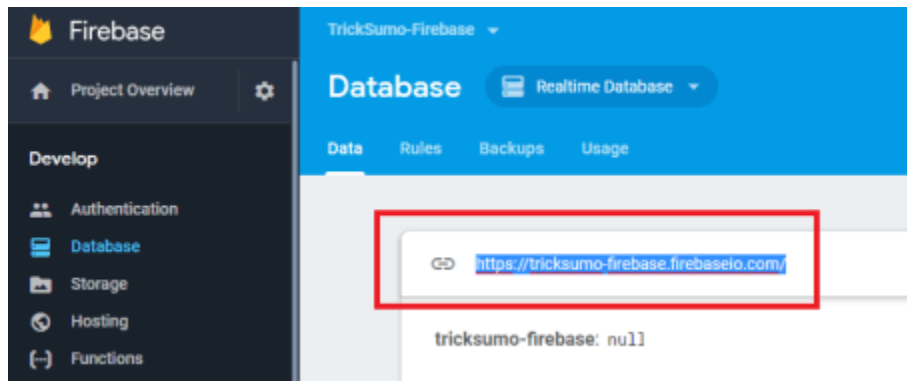 Firebase
Project Overview
Develop
Authentication
Database
Storage
Hosting
Functions
TrickSumo-Firebase
Database Realtime Database
Data Rules Backups Usage
https://tricksumo-firebase.firebaseio.com/
tricksumo-firebase: null